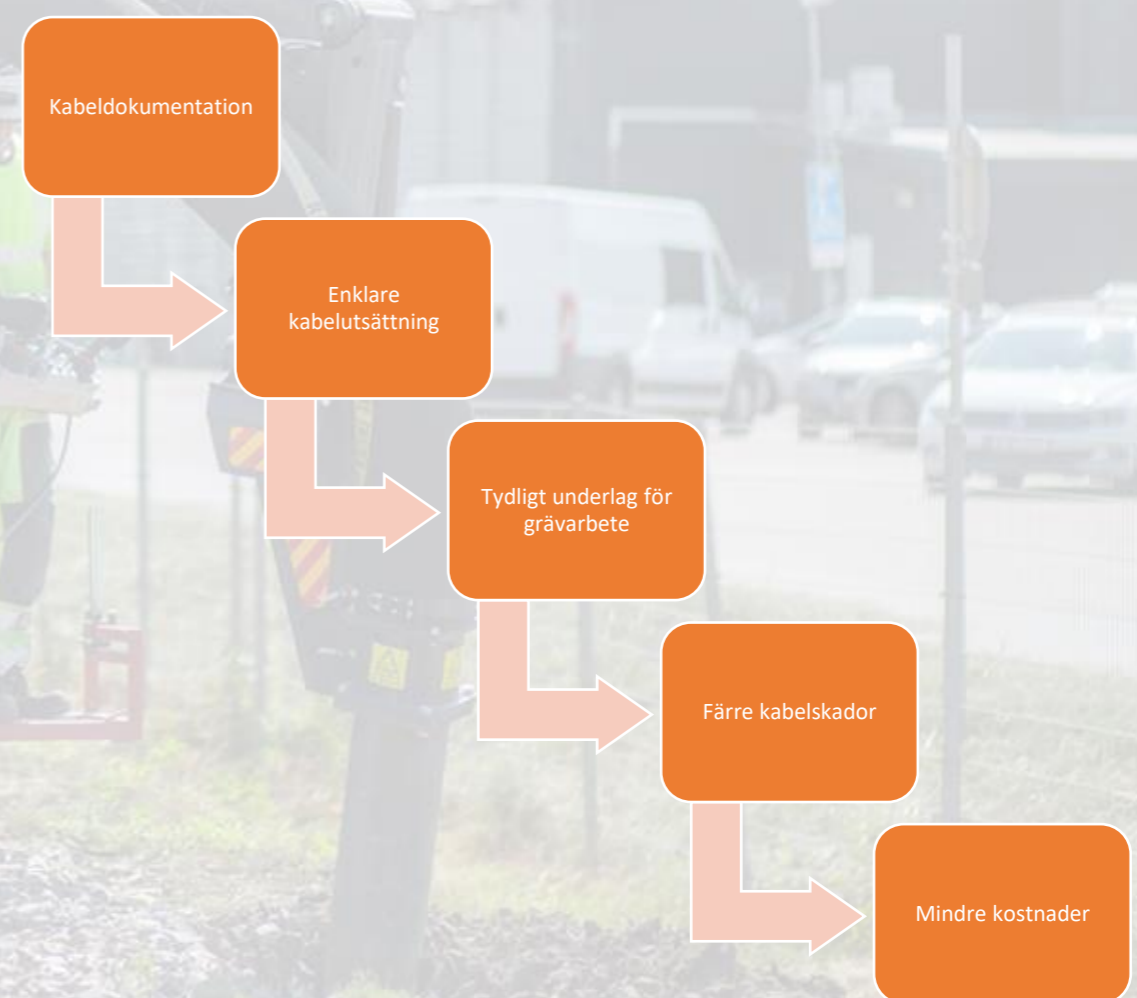 Kabeldokumentation
Enklare
kabelutsättning
Tydligt underlag för
grävarbete
Färre kabelskador
Mindre kostnader